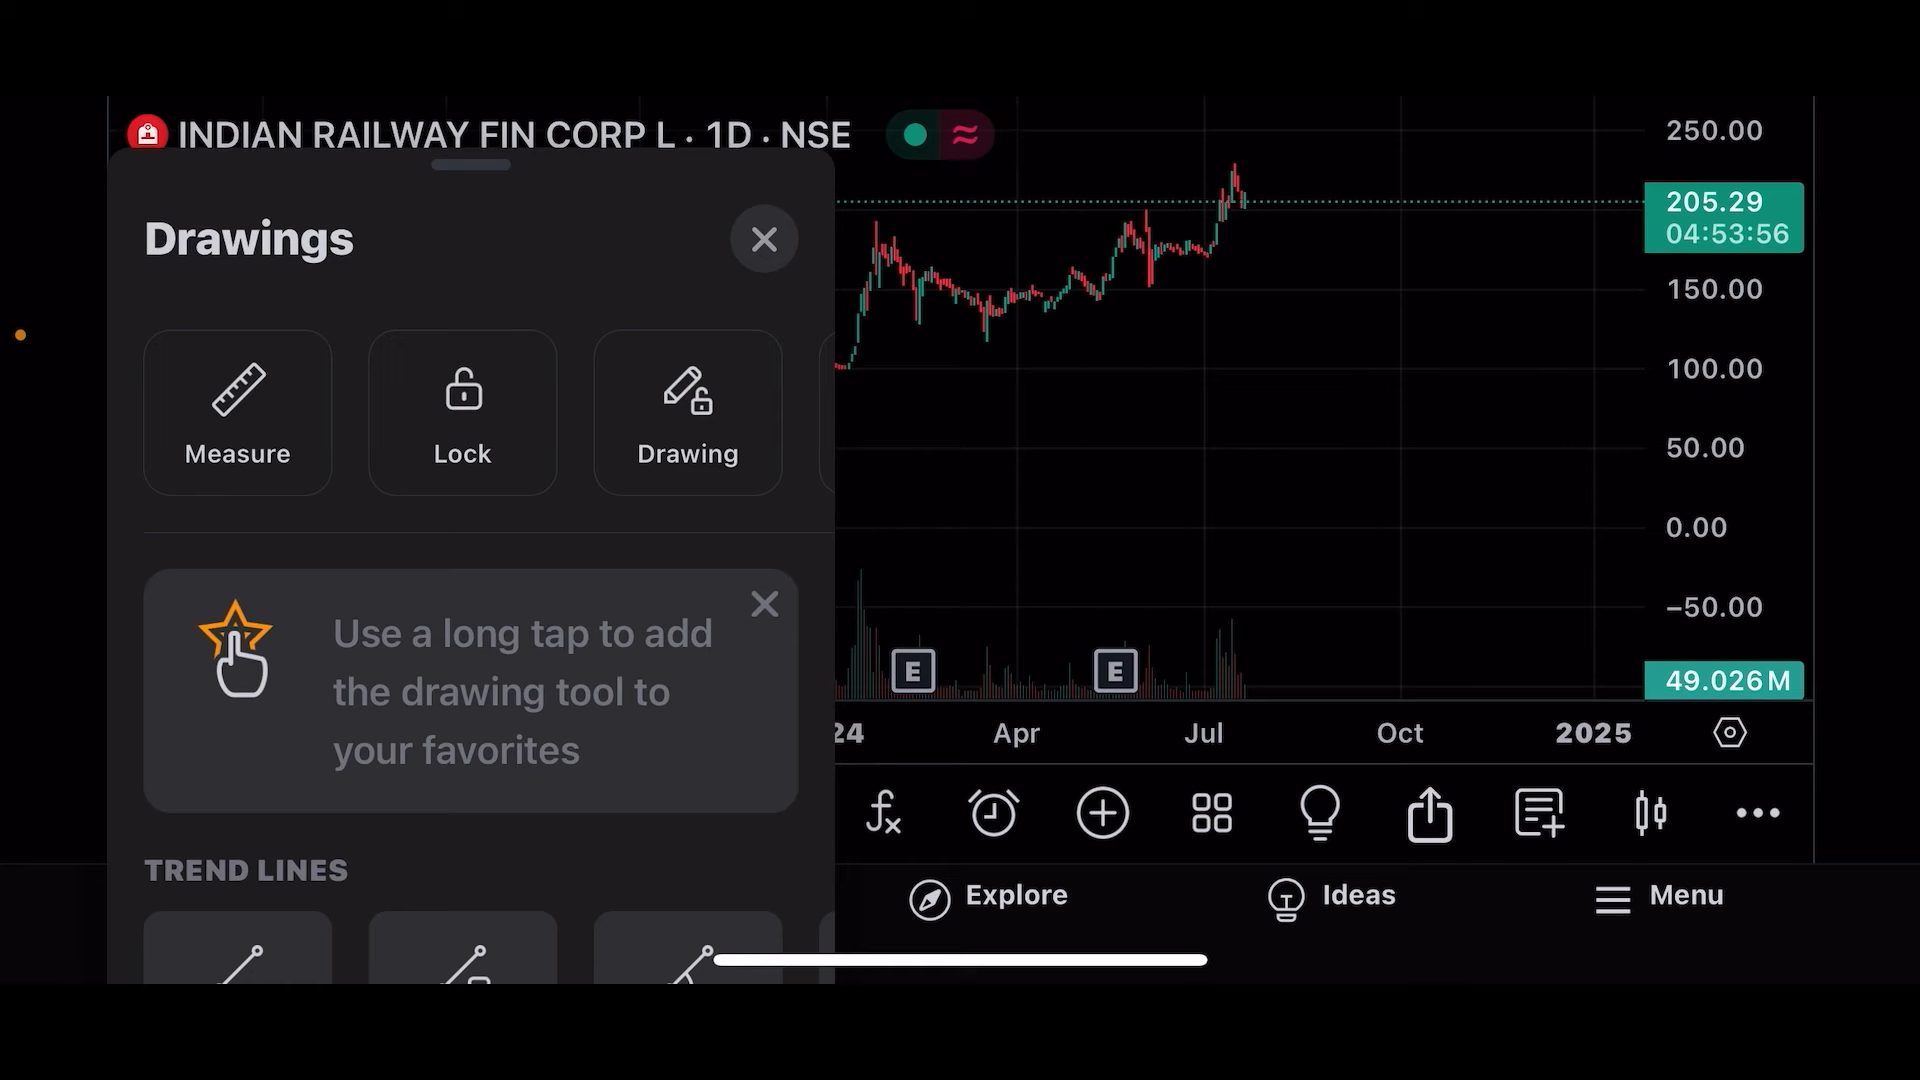 INDIAN RAILWAY FIN CORP L · 1D · NSE
Drawings
Measure
Lock
Drawing
Use a long tap to add
the drawing tool to
your favorites
TREND LINES
250.00
205.29
04:53:56
150.00
100.00
50.00
0.00
−50.00
49.026 M
E
E
24
Apr
Jul
Oct
2025
Explore
Ideas
Menu